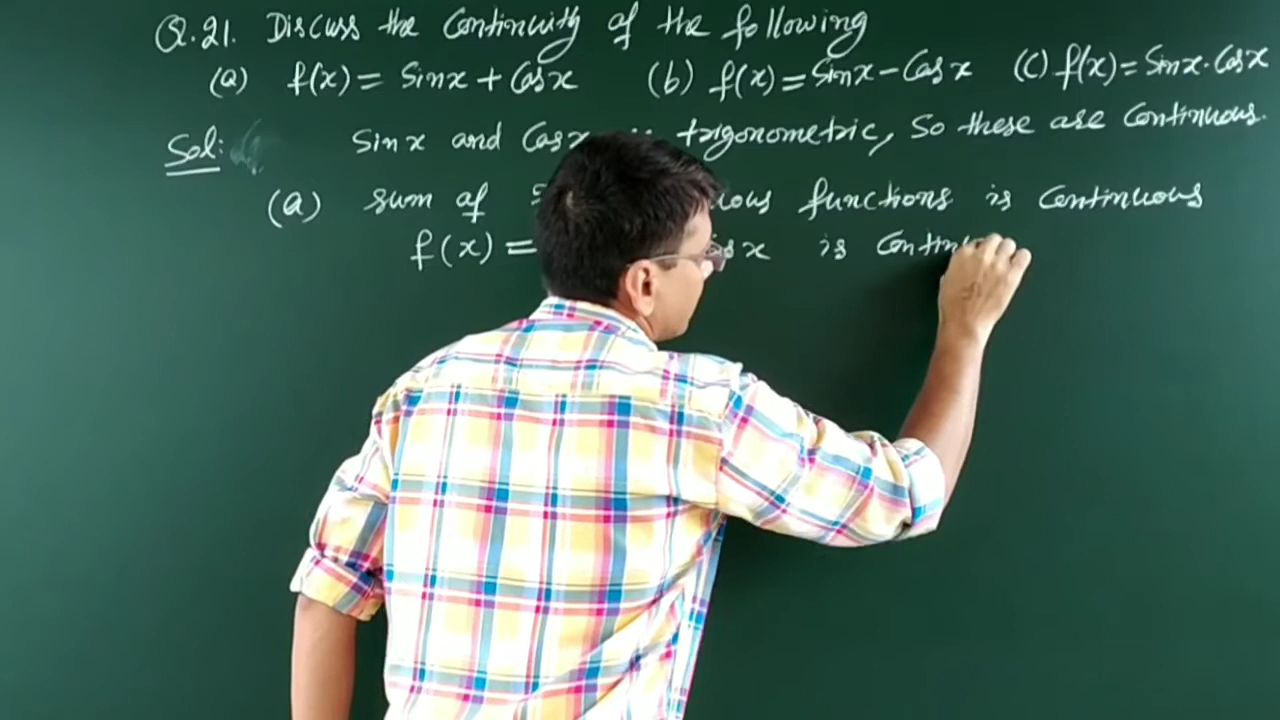 Q.21. Discuss the Continuity of the following
(a) f(x) = Sinx + Cosx (b) f(x) = Sinx - Cosx (c) f(x) = Sinx. Cosx
Sol: Sinx and Cosx trigonometric, So these are Continuous.
(a) sum of functions is Continuous
f(x) = is